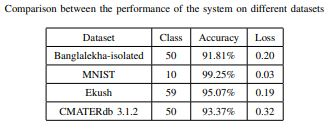 Comparison between the performance of the system on different datasets
Dataset Class Accuracy Loss
Banglalekha-isolated 50 91.81% 0.20
MNIST 10 99.25% 0.03
Ekush 59 95.07% 0.19
CMATERdb 3.1.2 50 93.37% 0.32